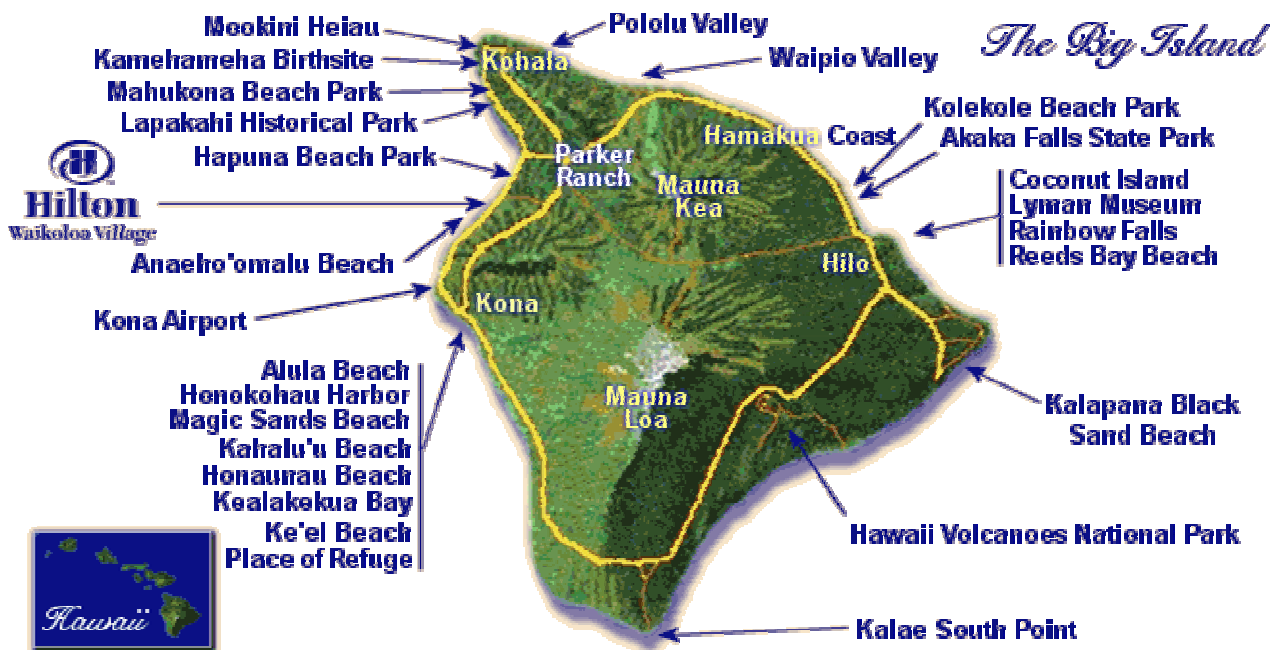 The Big Island
Mookini Heiau
Kamehameha Birthsite
Mahukona Beach Park
Lapakahi Historical Park
Hapuna Beach Park
Hilton
Waikoloa Village
Anaeho'omalu Beach
Kona Airport
Alula Beach
Honokohau Harbor
Magic Sands Beach
Kahalu'u Beach
Honaunau Beach
Kealakekua Bay
Ke'el Beach
Place of Refuge
Hawaii
Pololu Valley
Waipio Valley
Kohala
Parker
Ranch
Hamakua Coast
Mauna
Kea
Hilo
Kona
Mauna
Loa
Kolekole Beach Park
Akaka Falls State Park
Coconut Island
Lyman Museum
Rainbow Falls
Reeds Bay Beach
Kalapana Black
Sand Beach
Hawaii Volcanoes National Park
Kalae South Point